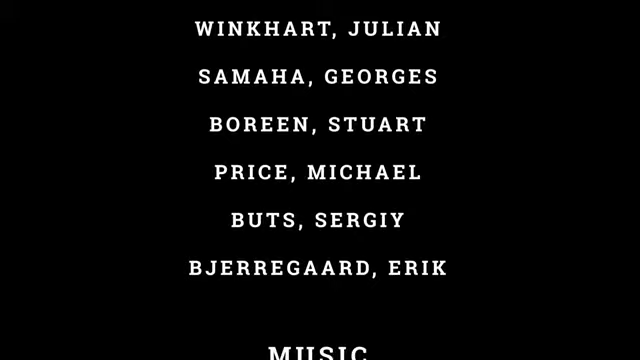 WINKHART, JULIAN
SAMAHA, GEORGES
BOREEN, STUART
PRICE, MICHAEL
BUTS, SERGIY
BJERREGAARD, ERIK
MUSIC